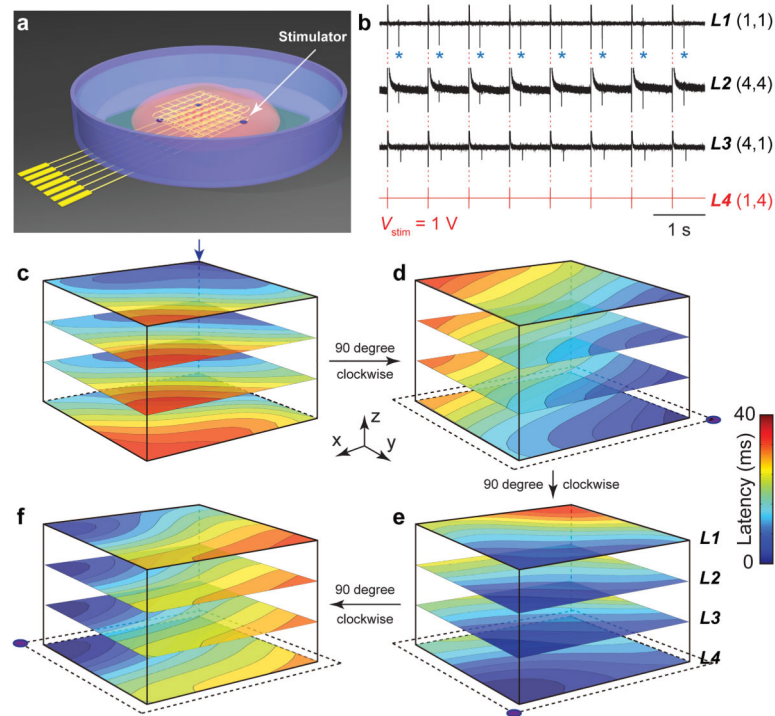 a
Stimulator
b
L1 (1,1)
* * * * * * * *
L2 (4,4)
L3 (4,1)
L4 (1,4)
Vstim = 1 V
1 s
c
d
90 degree
clockwise
z
x
y
40
Latency (ms)
0
90 degree clockwise
f
e
L1
L2
L3
L4
90 degree
clockwise